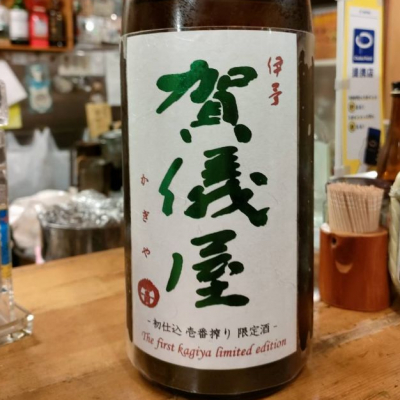 伊予
賀儀屋
かぎや
- 初仕込 壱番搾り 限定酒 -
The first kagiya limited edition